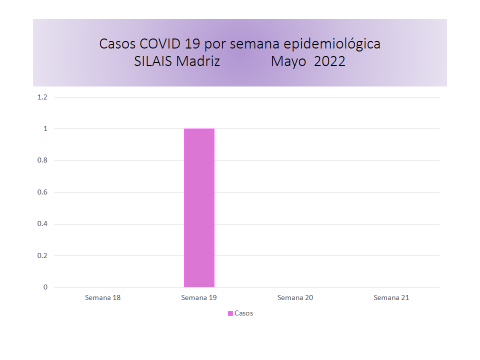 Casos COVID 19 por semana epidemiológica
SILAIS Madriz Mayo 2022
1.2
1
0.8
0.6
0.4
0.2
0
Semana 18 Semana 19 Semana 20 Semana 21
Casos